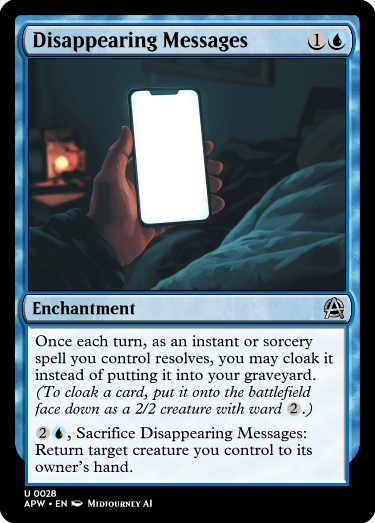 Disappearing Messages 1
Enchantment
Once each turn, as an instant or sorcery
spell you control resolves, you may cloak it
instead of putting it into your graveyard.
(To cloak a card, put it onto the battlefield
face down as a 2/2 creature with ward 2.)
2, Sacrifice Disappearing Messages:
Return target creature you control to its
owner's hand.
U 0028
APW • EN Midjourney AI